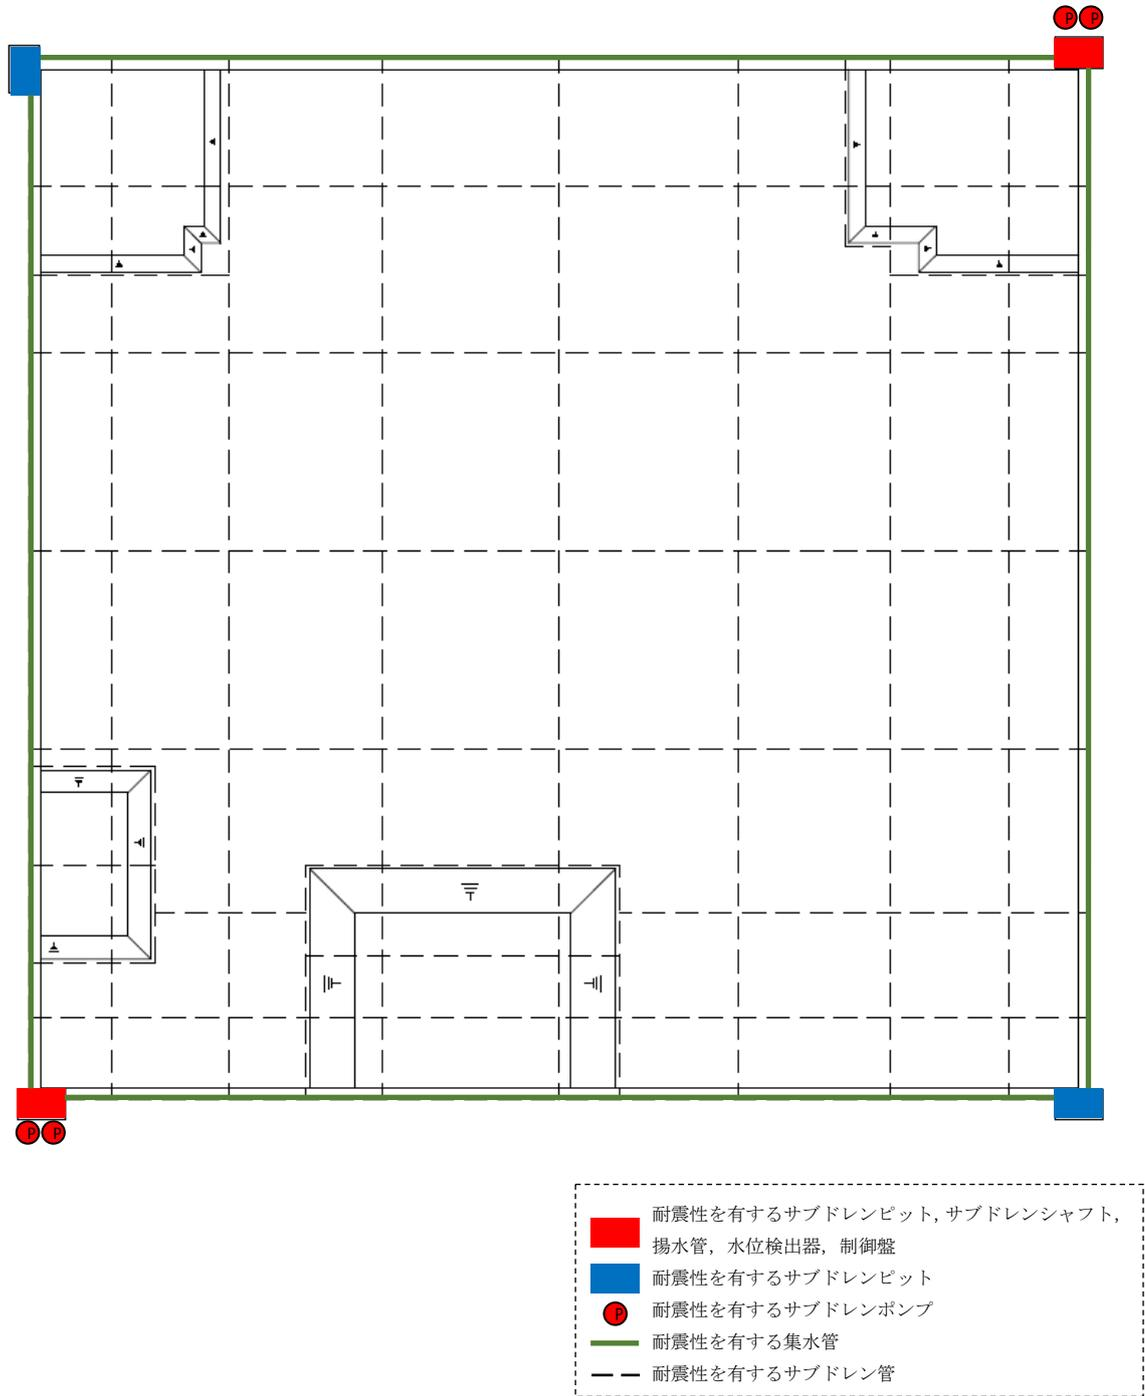 P P
P P
耐震性を有するサブドレンピット, サブドレンシャフト,
揚水管, 水位検出器, 制御盤
耐震性を有するサブドレンピット
P 耐震性を有するサブドレンポンプ
耐震性を有する集水管
耐震性を有するサブドレン管